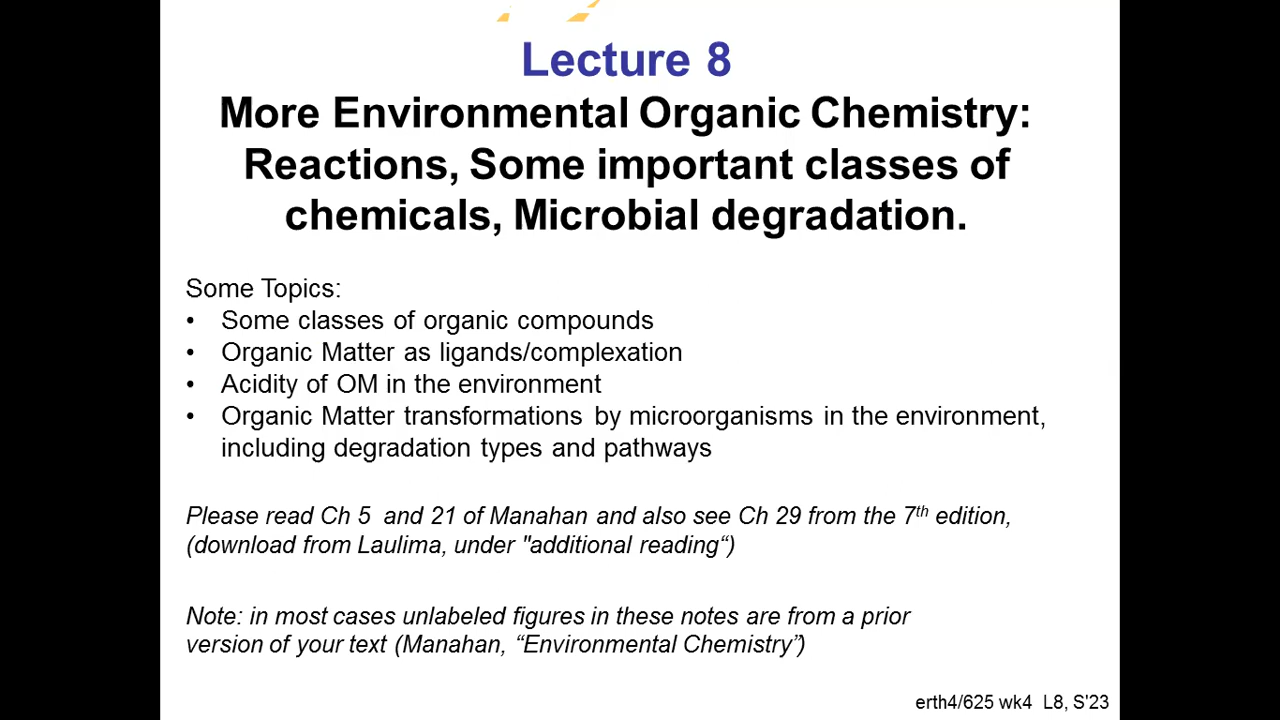 Lecture 8
More Environmental Organic Chemistry:
Reactions, Some important classes of
chemicals, Microbial degradation.
Some Topics:
• Some classes of organic compounds
• Organic Matter as ligands/complexation
• Acidity of OM in the environment
• Organic Matter transformations by microorganisms in the environment,
including degradation types and pathways
Please read Ch 5 and 21 of Manahan and also see Ch 29 from the 7th edition,
(download from Laulima, under "additional reading“)
Note: in most cases unlabeled figures in these notes are from a prior
version of your text (Manahan, “Environmental Chemistry”)
erth4/625 wk4 L8, S'23